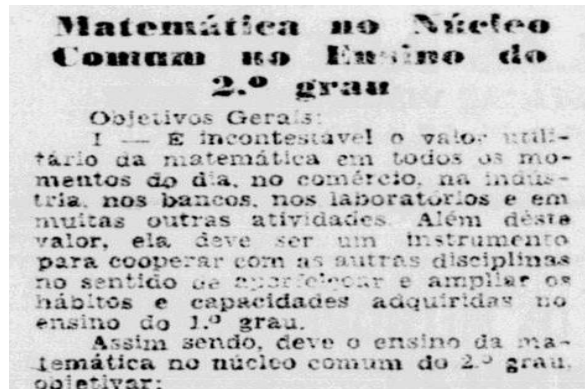 Matemática no Núcleo
Comum no Ensino do
2.º grau
Objetivos Gerais:
I — E incontestável o valor utili-
tário da matemática em todos os mo-
mentos do dia, no comércio, na indús-
tria, nos bancos, nos laboratórios e em
muitas outras atividades. Além dêste
valor, ela deve ser um instrumento
para cooperar com as autras disciplinas
no sentido de aperfeiçoar e ampliar os
hábitos e capacidades adquiridas no
ensino do 1.º grau.
Assim sendo, deve o ensino da ma-
temática no núcleo comum do 2.º grau,
objetivar: